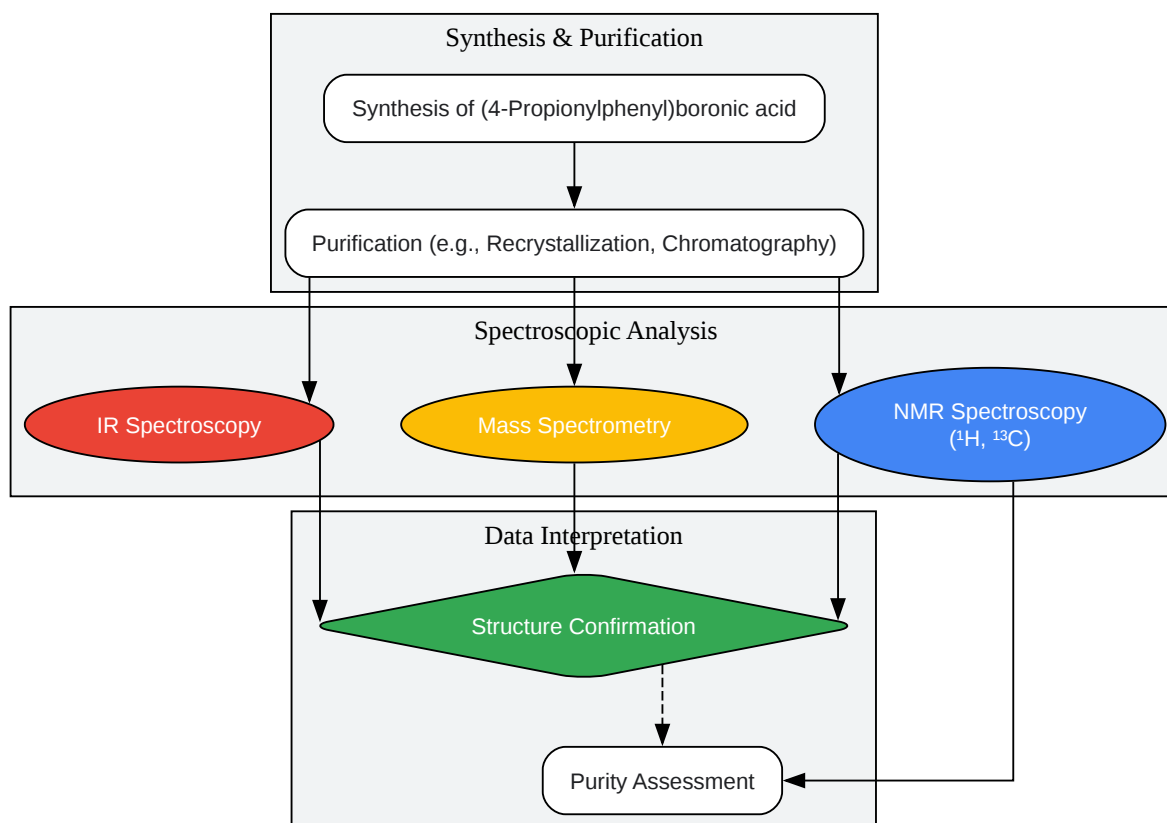 Synthesis & Purification
Synthesis of (4-Propionylphenyl)boronic acid
Purification (e.g., Recrystallization, Chromatography)
Spectroscopic Analysis
IR Spectroscopy
Mass Spectrometry
NMR Spectroscopy
(¹H, ¹³C)
Data Interpretation
Structure Confirmation
Purity Assessment